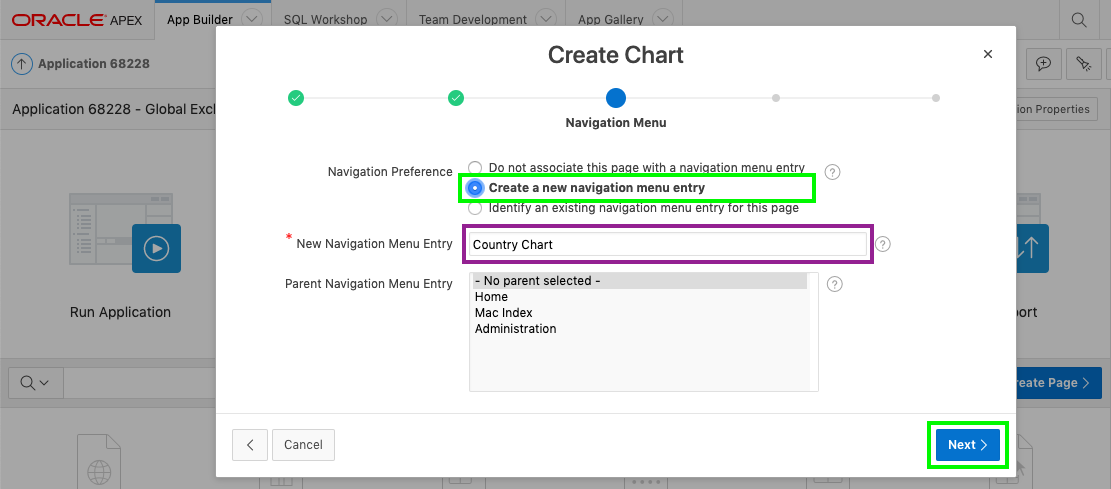 ORACLE APEX App Builder SQL Workshop Team Development App Gallery
Application 68228
Create Chart
Application 68228 - Global Exc
ion Properties
Navigation Menu
Navigation Preference
Do not associate this page with a navigation menu entry
Create a new navigation menu entry
Identify an existing navigation menu entry for this page
* New Navigation Menu Entry Country Chart
Parent Navigation Menu Entry
- No parent selected -
Home
Mac Index
Administration
Run Application
port
reate Page
Cancel
Next